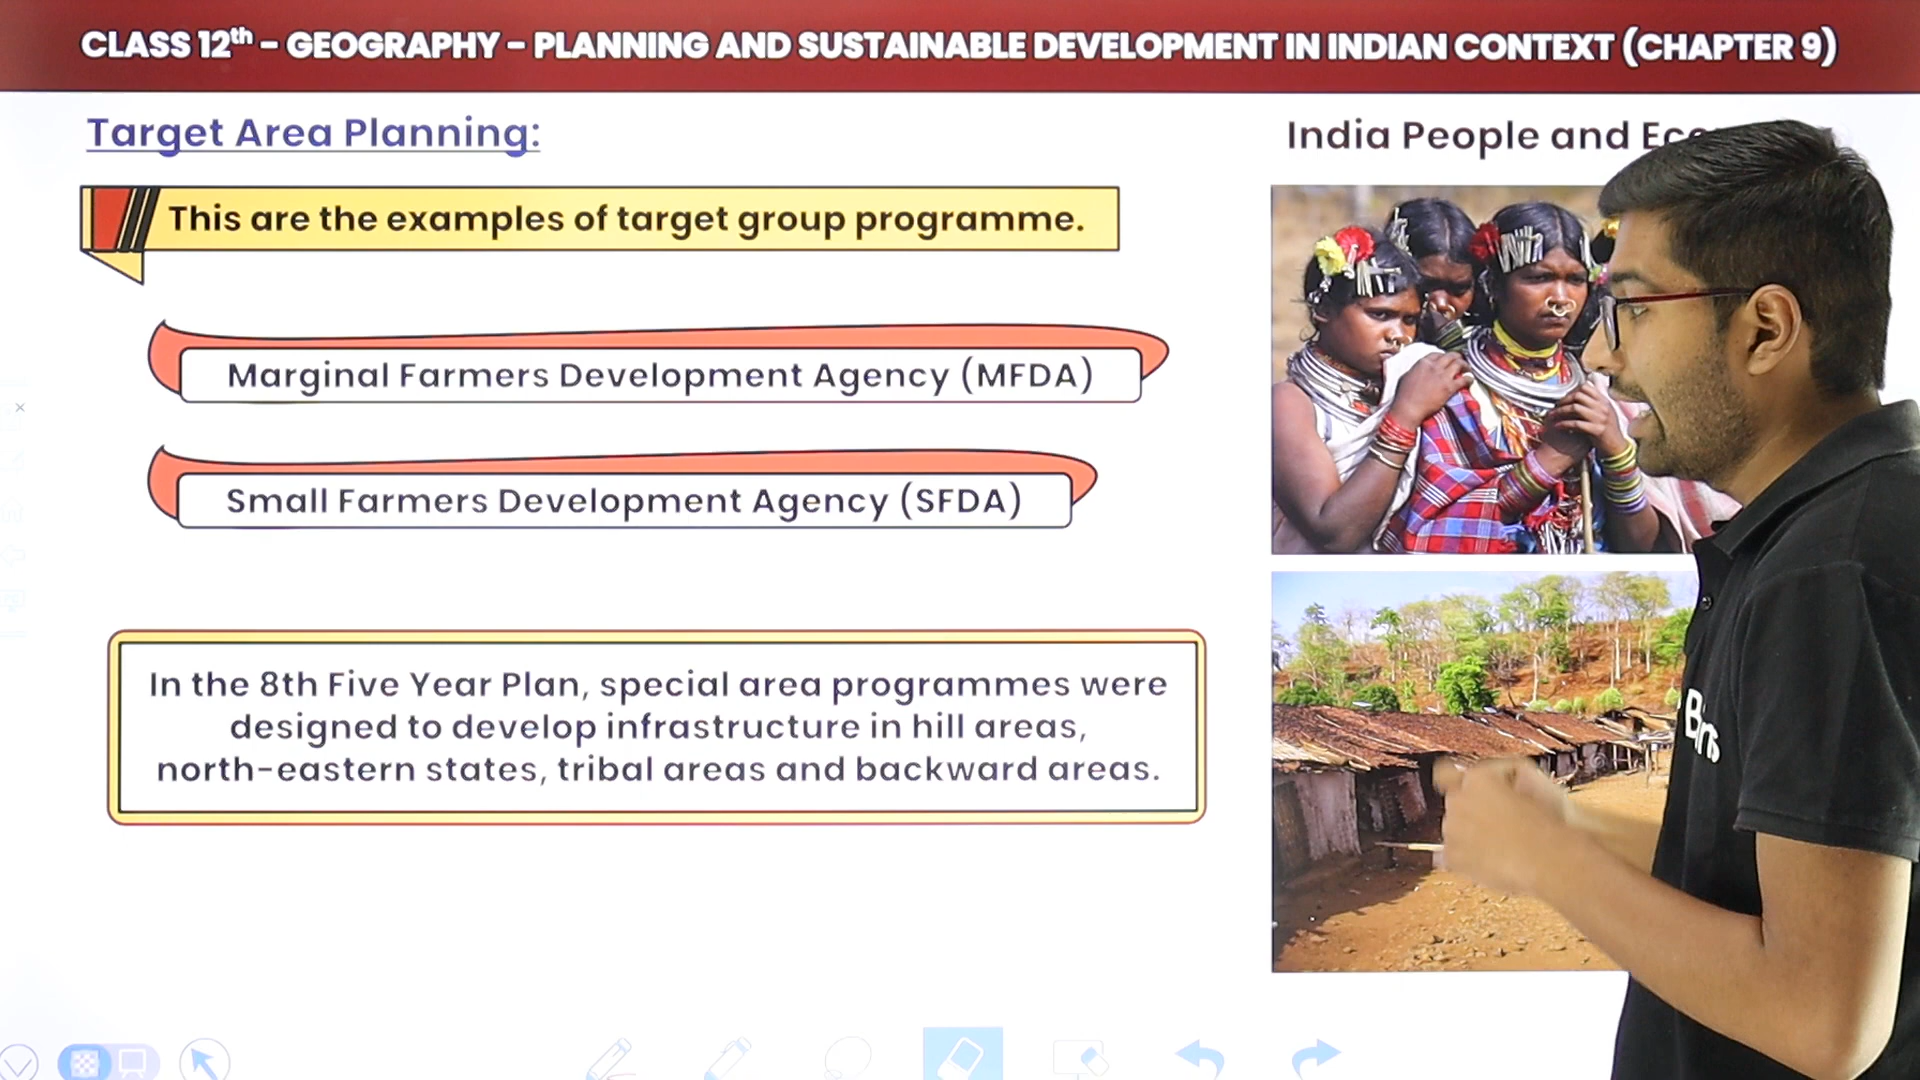 CLASS 12th – GEOGRAPHY – PLANNING AND SUSTAINABLE DEVELOPMENT IN INDIAN CONTEXT (CHAPTER 9)
Target Area Planning:
India People and
This are the examples of target group programme.
Marginal Farmers Development Agency (MFDA)
Small Farmers Development Agency (SFDA)
In the 8th Five Year Plan, special area programmes were
designed to develop infrastructure in hill areas,
north-eastern states, tribal areas and backward areas.